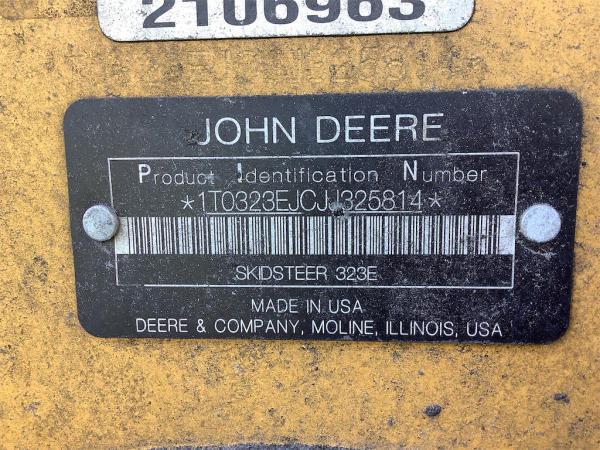 2106963
JOHN DEERE
Product Identification Number
*1T0323EJCJJ325814*
SKIDSTEER 323E
MADE IN USA
DEERE & COMPANY, MOLINE, ILLINOIS, USA